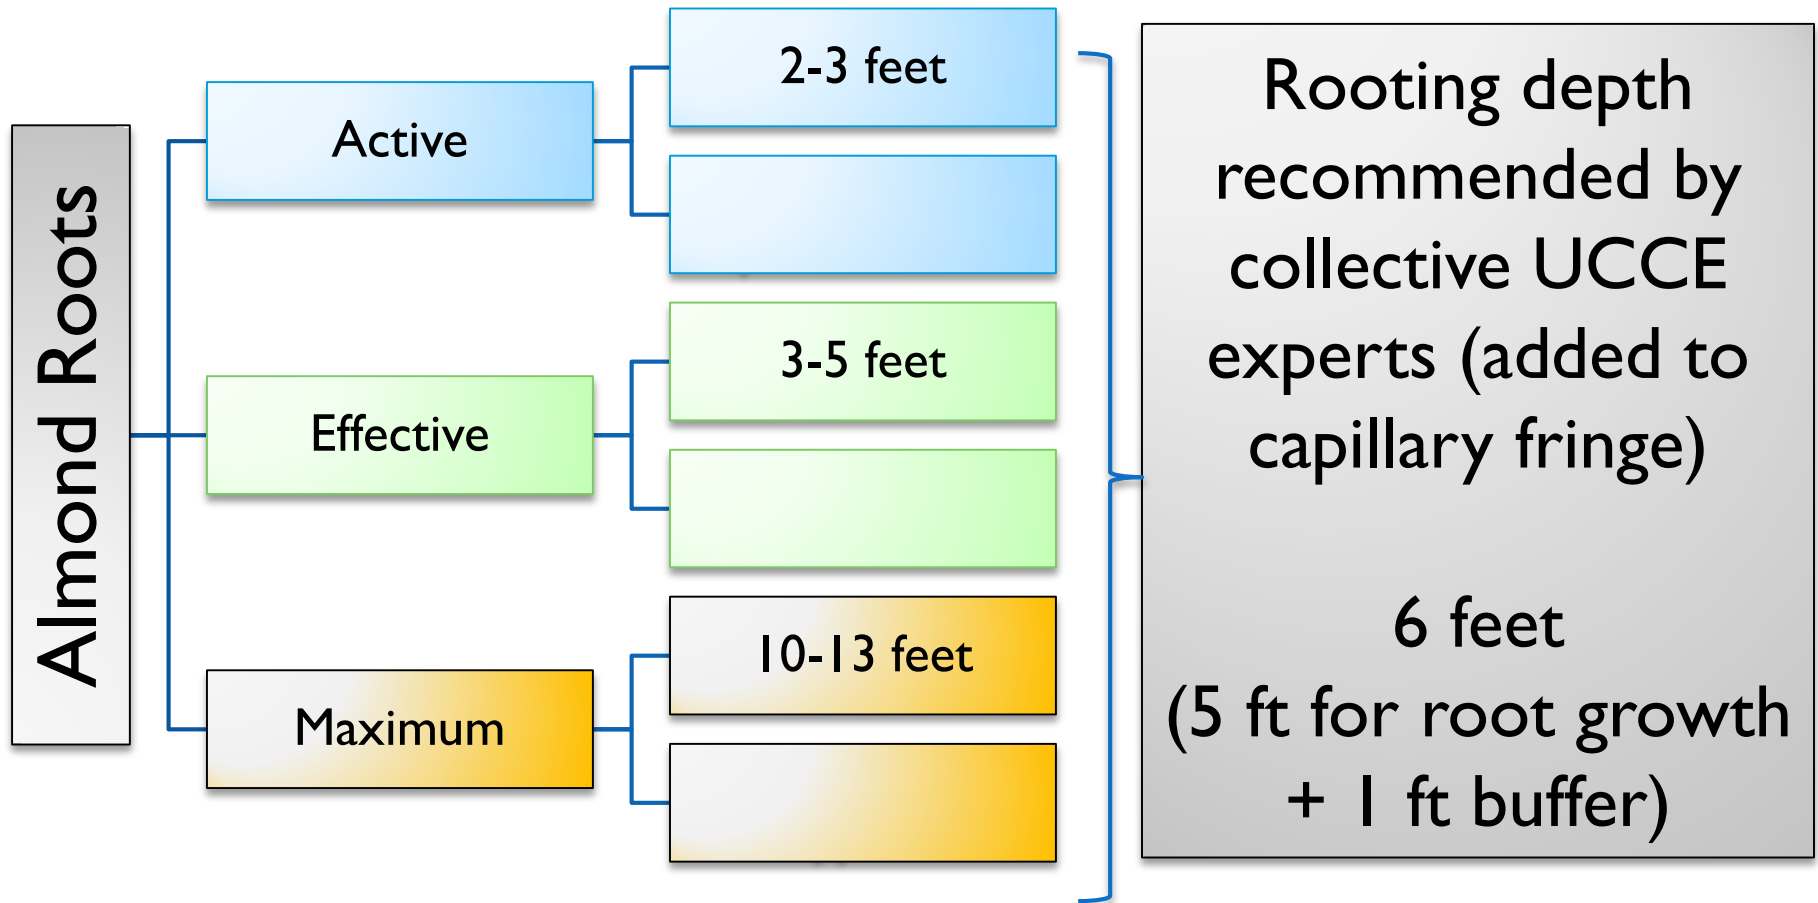 Almond Roots
Active
2-3 feet
Effective
3-5 feet
Maximum
10-13 feet
Rooting depth
recommended by
collective UCCE
experts (added to
capillary fringe)
6 feet
(5 ft for root growth
+ 1 ft buffer)